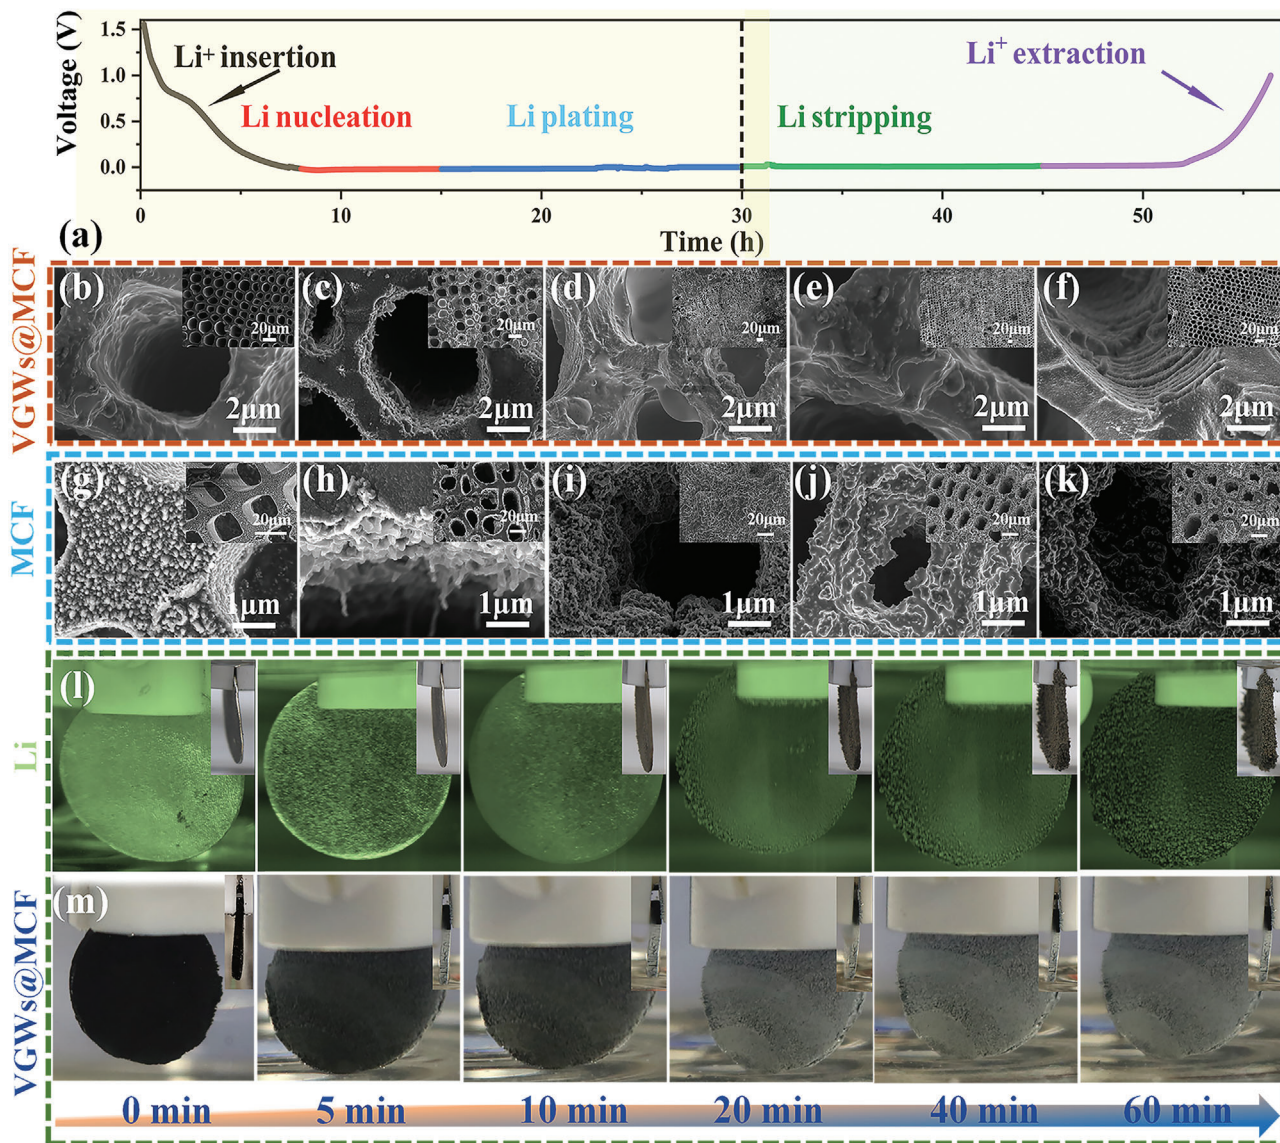 Voltage (V)
1.5
1.0
0.5
0.0
Li+ insertion
Li nucleation
Li plating
Li stripping
Li+ extraction
0 10 20 30 40 50
Time (h)
(a)
VGWs@MCF
(b) 20μm 2μm
(c) 20μm 2μm
(d) 20μm 2μm
(e) 20μm 2μm
(f) 20μm 2μm
MCF
(g) 20μm 1μm
(h) 20μm 1μm
(i) 20μm 1μm
(j) 20μm 1μm
(k) 20μm 1μm
Li
(l)
VGWs@MCF
(m)
0 min 5 min 10 min 20 min 40 min 60 min